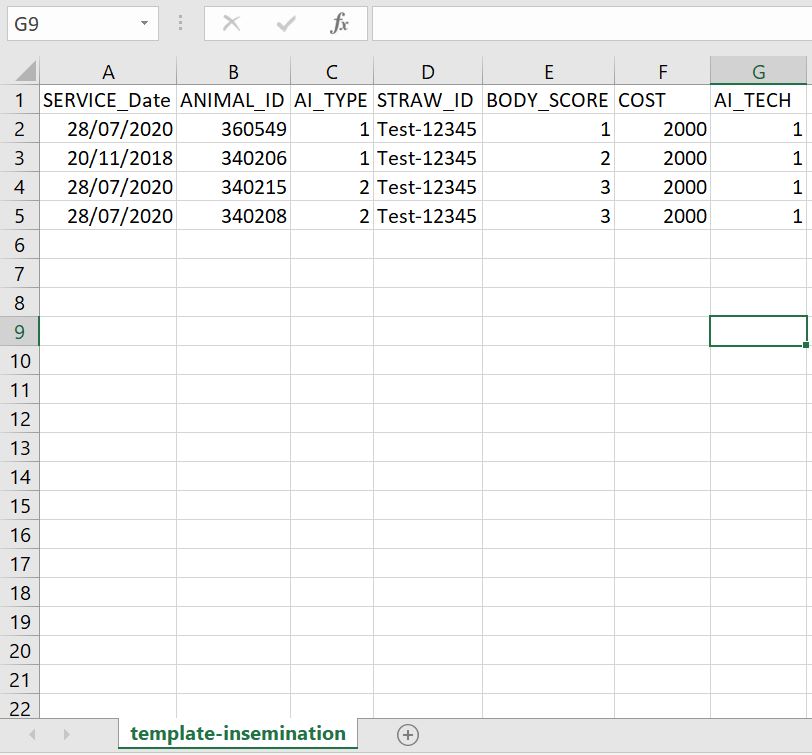 G9 fx
A B C D E F G
1 SERVICE_Date ANIMAL_ID AI_TYPE STRAW_ID BODY_SCORE COST AI_TECH
2 28/07/2020 360549 1 Test-12345 1 2000 1
3 20/11/2018 340206 1 Test-12345 2 2000 1
4 28/07/2020 340215 2 Test-12345 3 2000 1
5 28/07/2020 340208 2 Test-12345 3 2000 1
6
7
8
9
10
11
12
13
14
15
16
17
18
19
20
21
22
template-insemination